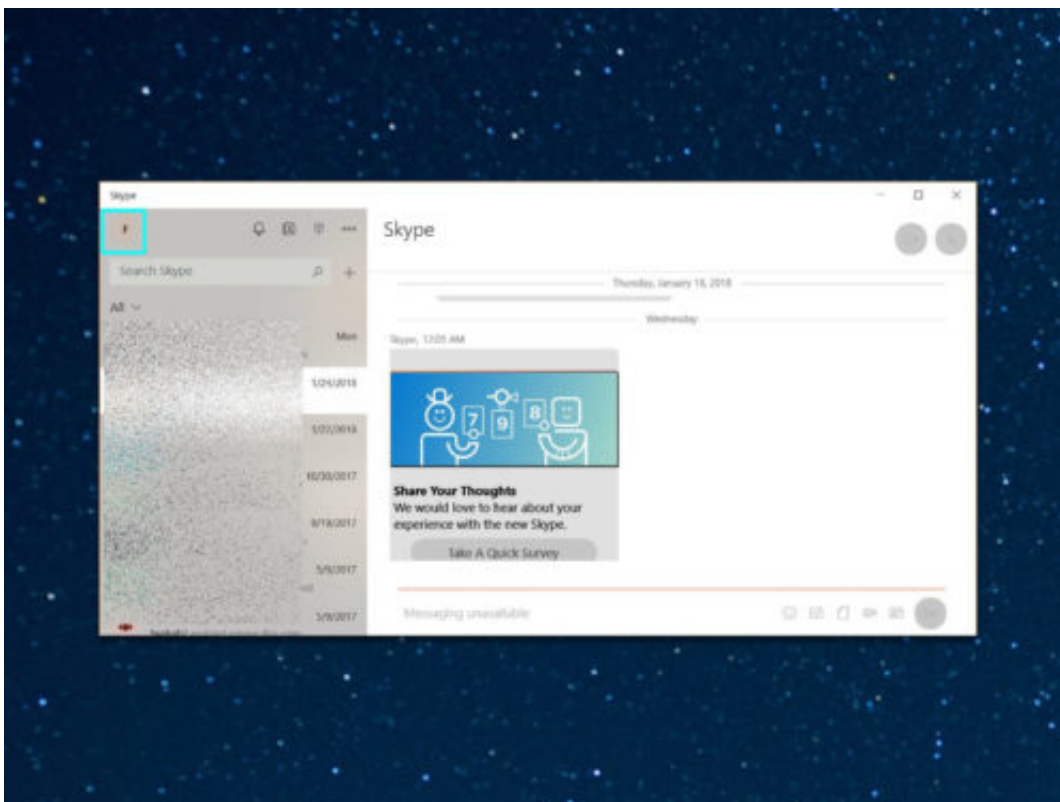 Skype
F
Skype
Search Skype
Thursday, January 18, 2018
All
Wednesday
Mon
Skype, 12:05 AM
1/24/2018
7 9 8
1/22/2018
10/30/2017
Share Your Thoughts
We would love to hear about your
experience with the new Skype.
9/19/2017
Take A Quick Survey
5/9/2017
5/9/2017
Messaging unavailable